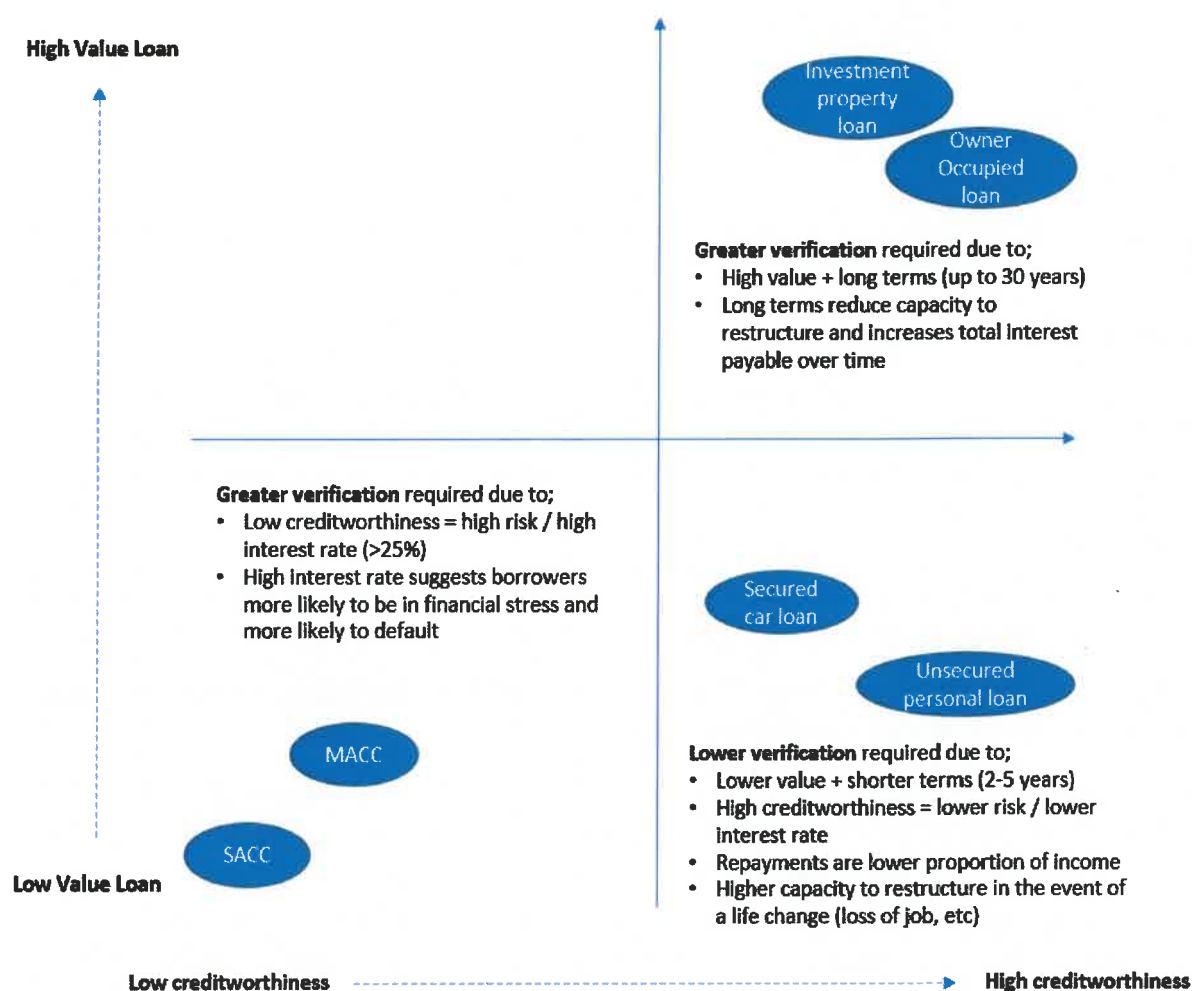 High Value Loan
Investment
property
loan
Owner
Occupied
loan
Greater verification required due to;
• High value + long terms (up to 30 years)
• Long terms reduce capacity to
restructure and increases total interest
payable over time
Greater verification required due to;
• Low creditworthiness = high risk / high
interest rate (>25%)
• High interest rate suggests borrowers
more likely to be in financial stress and
more likely to default
Secured
car loan
Unsecured
personal loan
MACC
SACC
Lower verification required due to;
• Lower value + shorter terms (2-5 years)
• High creditworthiness = lower risk / lower
interest rate
• Repayments are lower proportion of income
• Higher capacity to restructure in the event of
a life change (loss of job, etc)
Low Value Loan
Low creditworthiness
High creditworthiness